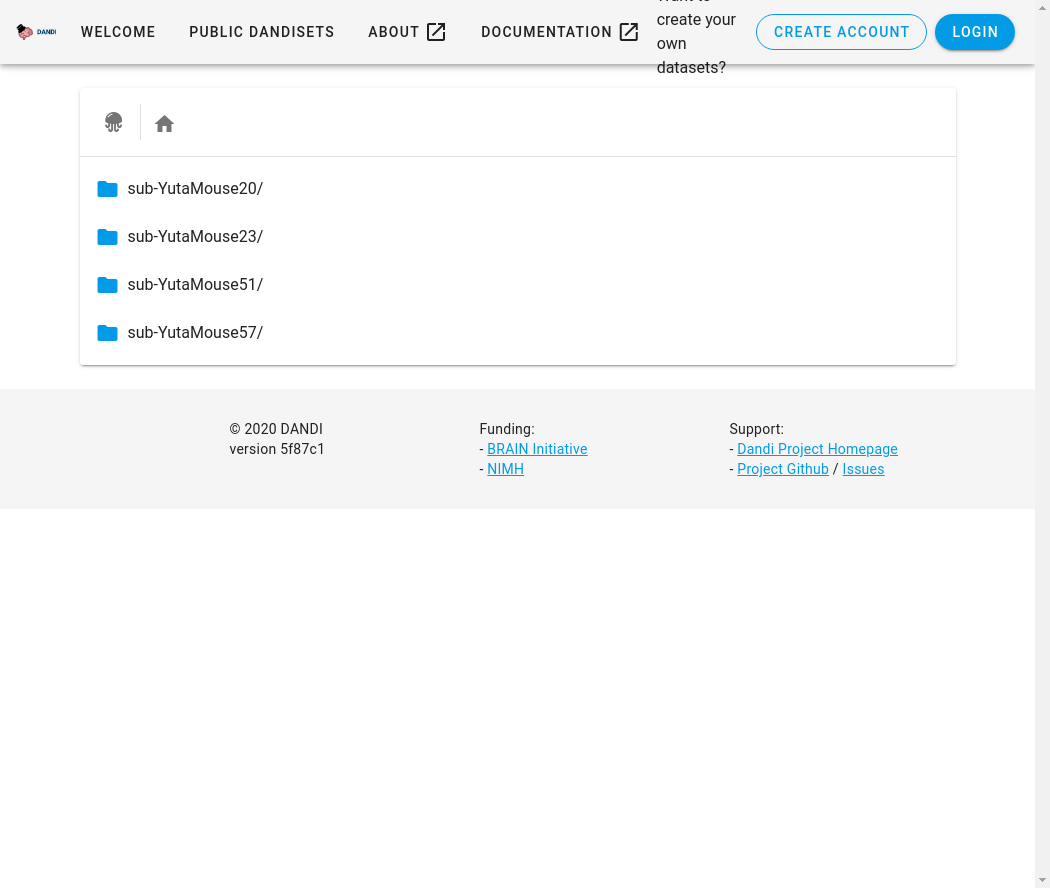 DANDI
WELCOME
PUBLIC DANDISETS
ABOUT
DOCUMENTATION
create your
own
datasets?
CREATE ACCOUNT
LOGIN
sub-YutaMouse20/
sub-YutaMouse23/
sub-YutaMouse51/
sub-YutaMouse57/
© 2020 DANDI
version 5f87c1
Funding:
- BRAIN Initiative
- NIMH
Support:
- Dandi Project Homepage
- Project Github / Issues